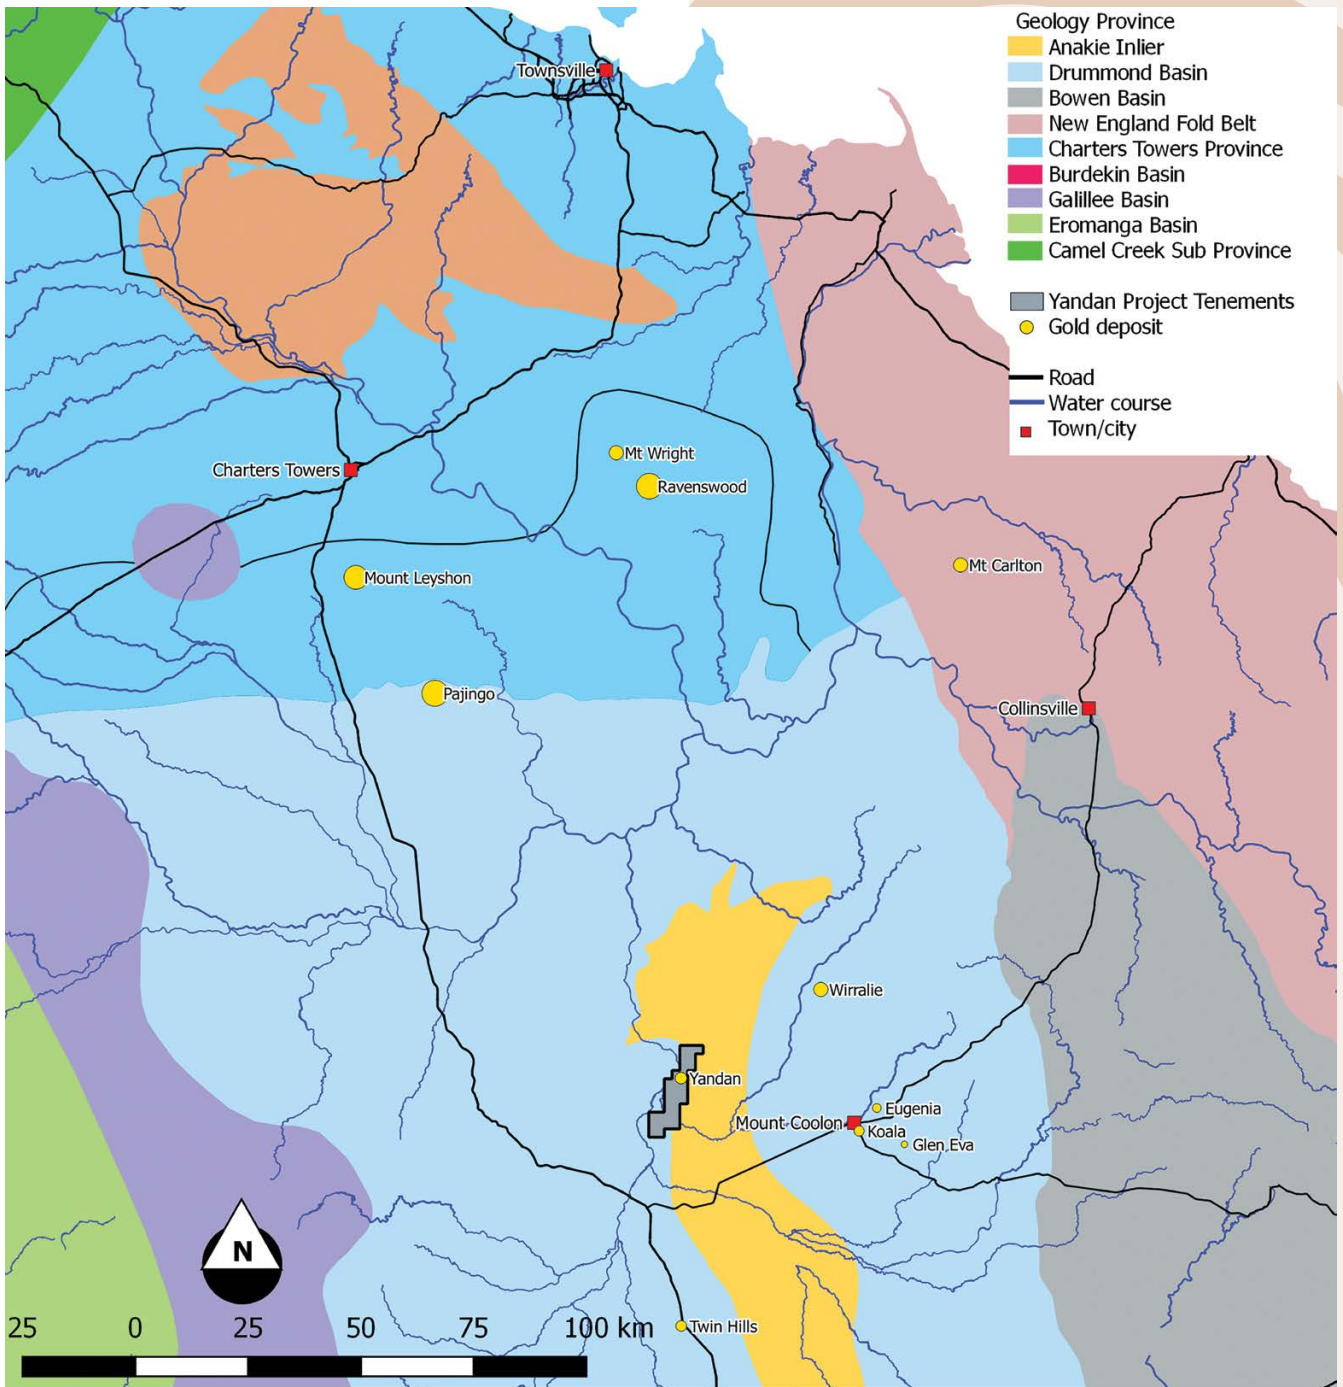 Geology Province
Anakie Inlier
Drummond Basin
Bowen Basin
New England Fold Belt
Charters Towers Province
Burdekin Basin
Galillee Basin
Eromanga Basin
Camel Creek Sub Province
Yandan Project Tenements
Gold deposit
Road
Water course
Town/city
Townsville
Mt Wright
Charters Towers
Ravenswood
Mt Carlton
Mount Leyshon
Pajingo
Collinsville
Wirralie
Yandan
Eugenia
Mount Coolon
Koala
Glen Eva
N
Twin Hills
25 0 25 50 75 100 km